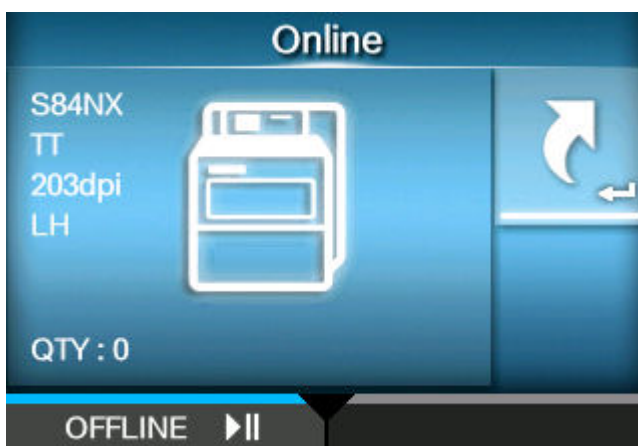 Online
S84NX
TT
203dpi
LH
QTY : 0
OFFLINE